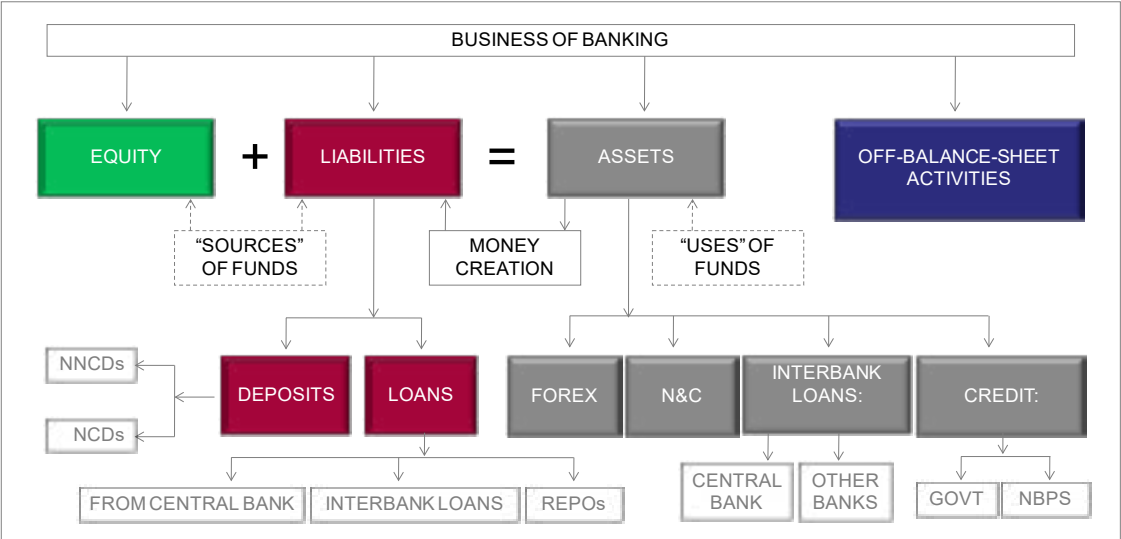 BUSINESS OF BANKING
EQUITY
+
LIABILITIES
=
ASSETS
OFF-BALANCE-SHEET
ACTIVITIES
“SOURCES”
OF FUNDS
MONEY
CREATION
“USES” OF
FUNDS
NNCDs
NCDs
DEPOSITS
LOANS
FOREX
N&C
INTERBANK
LOANS:
CREDIT:
FROM CENTRAL BANK
INTERBANK LOANS
REPOs
CENTRAL
BANK
OTHER
BANKS
GOVT
NBPS